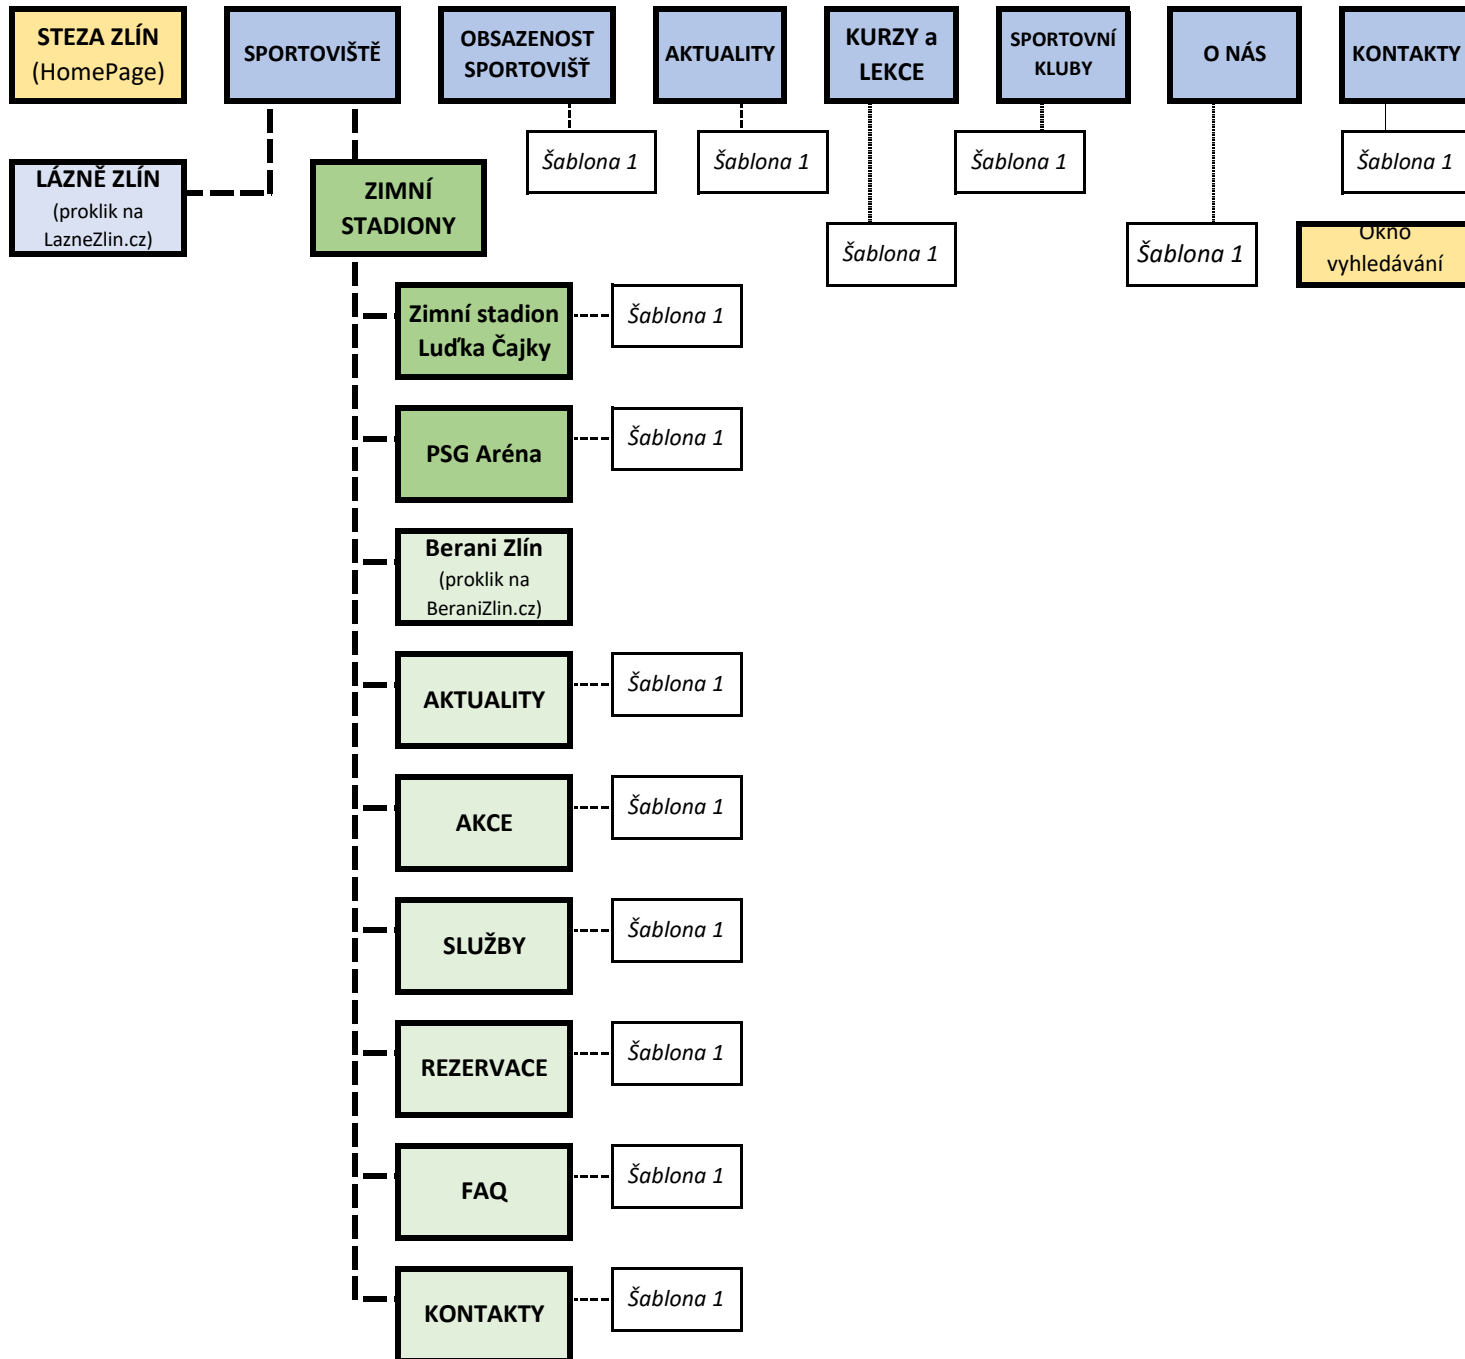 STEZA ZLÍN
(HomePage)
SPORTOVIŠTĚ
OBSAZENOST
SPORTOVIŠŤ
AKTUALITY
KURZY a
LEKCE
SPORTOVNÍ
KLUBY
O NÁS
KONTAKTY
LÁZNĚ ZLÍN
(proklik na
LazneZlin.cz)
ZIMNÍ
STADIONY
Šablona 1
Šablona 1
Šablona 1
Šablona 1
Šablona 1
Šablona 1
Okno
vyhledávání
Zimní stadion
Luďka Čajky
Šablona 1
PSG Aréna
Šablona 1
Berani Zlín
(proklik na
BeraniZlin.cz)
AKTUALITY
Šablona 1
AKCE
Šablona 1
SLUŽBY
Šablona 1
REZERVACE
Šablona 1
FAQ
Šablona 1
KONTAKTY
Šablona 1